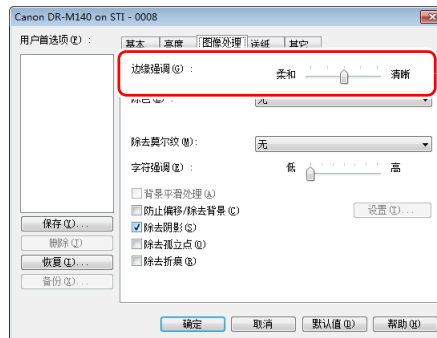 Canon DR-M140 on STI - 0008
用户首选项(P):
基本 亮度 图像处理 送纸 其它
边缘强调(G): 柔和 清晰
无
除去莫尔纹(M): 无
字符强调(E): 低 高
背景平滑处理(A)
防止偏移/除去背景(C) 设置(I)...
除去阴影(S)
除去孤立点(O)
除去折痕(R)
保存(V)...
删除(T)
恢复(L)...
备份(X)...
确定 取消 默认值(D) 帮助(H)